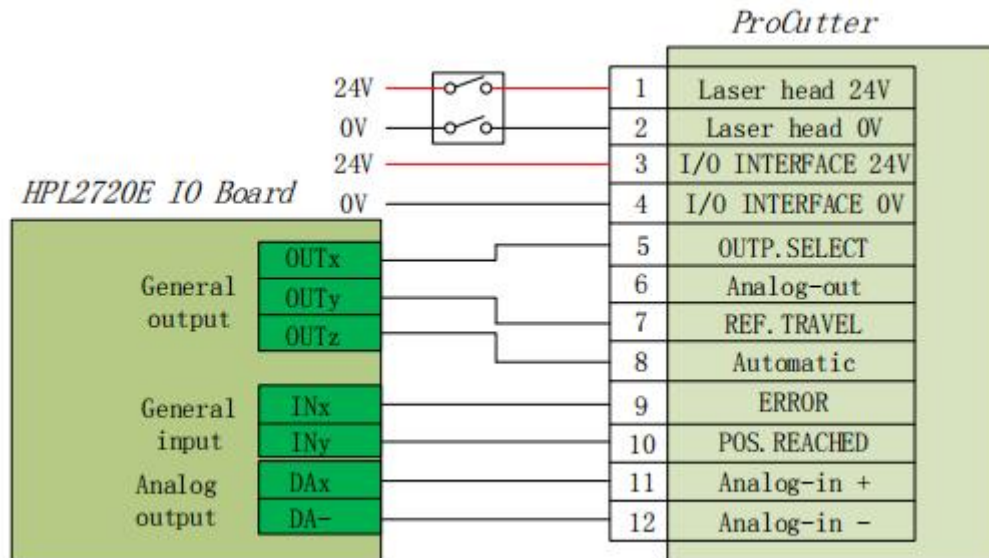 ProCutter
24V
1 Laser head 24V
0V
2 Laser head 0V
24V
3 I/O INTERFACE 24V
0V
4 I/O INTERFACE 0V
HPL2720E IO Board
General
output
OUTx
OUTy
OUTz
5 OUTP.SELECT
6 Analog-out
7 REF.TRAVEL
8 Automatic
General
input
INx
INy
9 ERROR
10 POS.REACHED
Analog
output
DAx
DA-
11 Analog-in +
12 Analog-in -